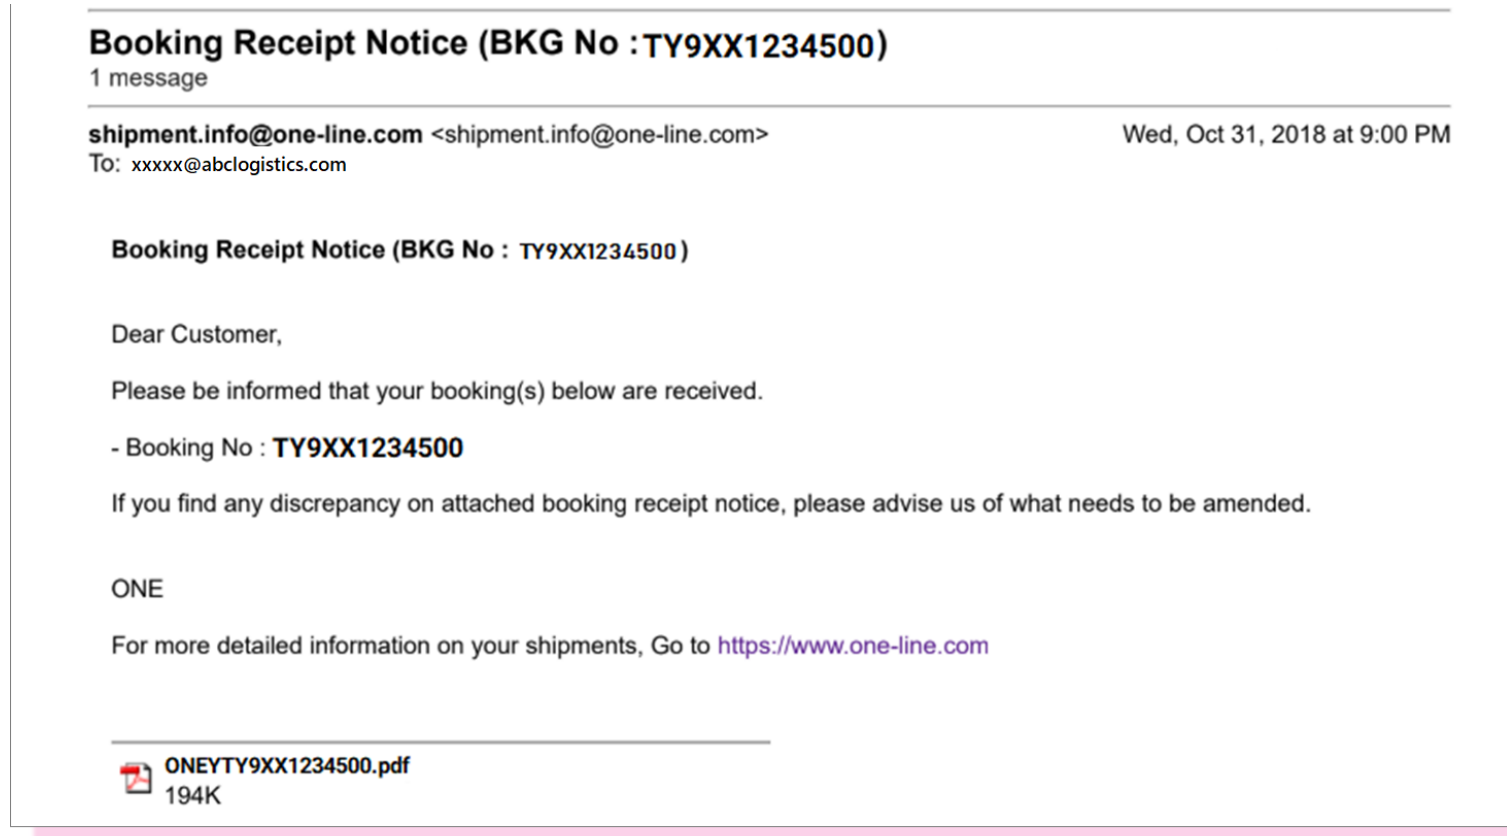 Booking Receipt Notice (BKG No : TY9XX1234500)
1 message
shipment.info@one-line.com <shipment.info@one-line.com> Wed, Oct 31, 2018 at 9:00 PM
To: xxxxx@abclogistics.com
Booking Receipt Notice (BKG No : TY9XX1234500 )
Dear Customer,
Please be informed that your booking(s) below are received.
- Booking No : TY9XX1234500
If you find any discrepancy on attached booking receipt notice, please advise us of what needs to be amended.
ONE
For more detailed information on your shipments, Go to https://www.one-line.com
ONEYTY9XX1234500.pdf
194K